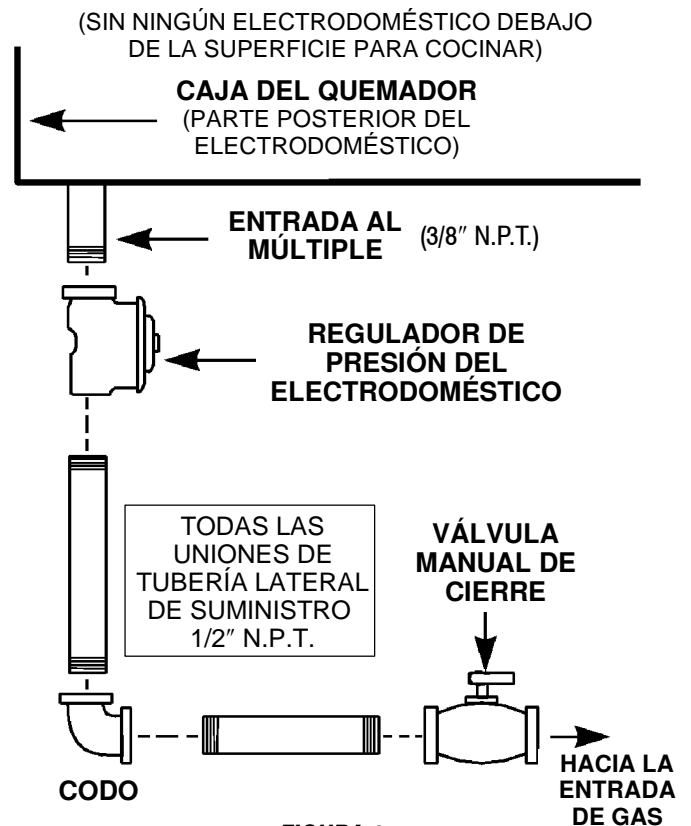 (SIN NINGÚN ELECTRODOMÉSTICO DEBAJO
DE LA SUPERFICIE PARA COCINAR)
CAJA DEL QUEMADOR
(PARTE POSTERIOR DEL
ELECTRODOMÉSTICO)
ENTRADA AL
MÚLTIPLE
(3/8″ N.P.T.)
REGULADOR DE
PRESIÓN DEL
ELECTRODOMÉSTICO
TODAS LAS
UNIONES DE
TUBERÍA LATERAL
DE SUMINISTRO
1/2″ N.P.T.
VÁLVULA
MANUAL DE
CIERRE
CODO
HACIA LA
ENTRADA
DE GAS